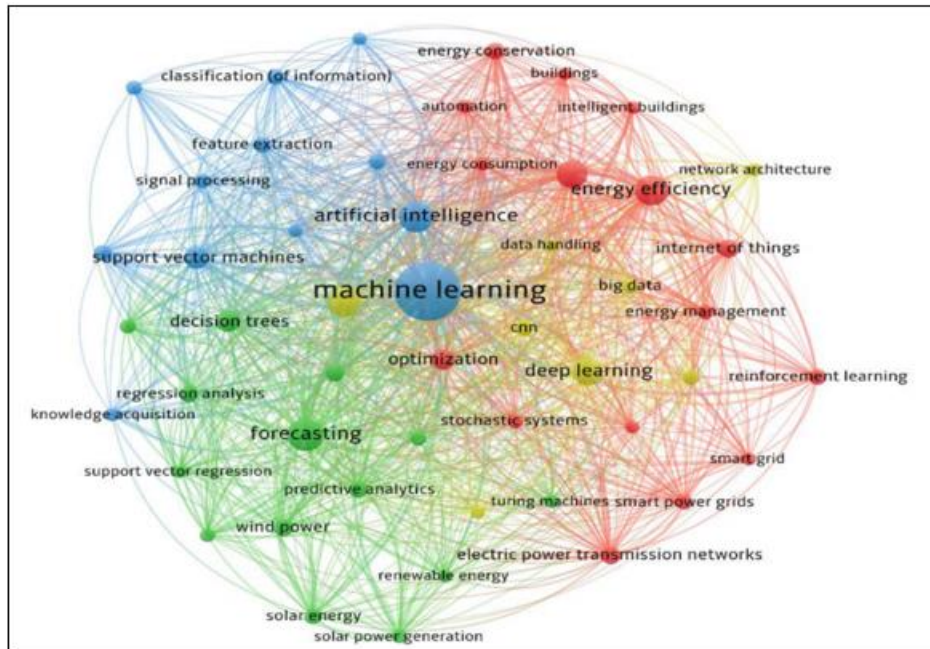 energy conservation
classification (of information)
buildings
automation
intelligent buildings
feature extraction
energy consumption
network architecture
signal processing
energy efficiency
artificial intelligence
data handling
internet of things
support vector machines
machine learning
big data
energy management
decision trees
cnn
optimization
deep learning
reinforcement learning
regression analysis
knowledge acquisition
stochastic systems
forecasting
smart grid
support vector regression
predictive analytics
turing machines
smart power grids
wind power
electric power transmission networks
renewable energy
solar energy
solar power generation